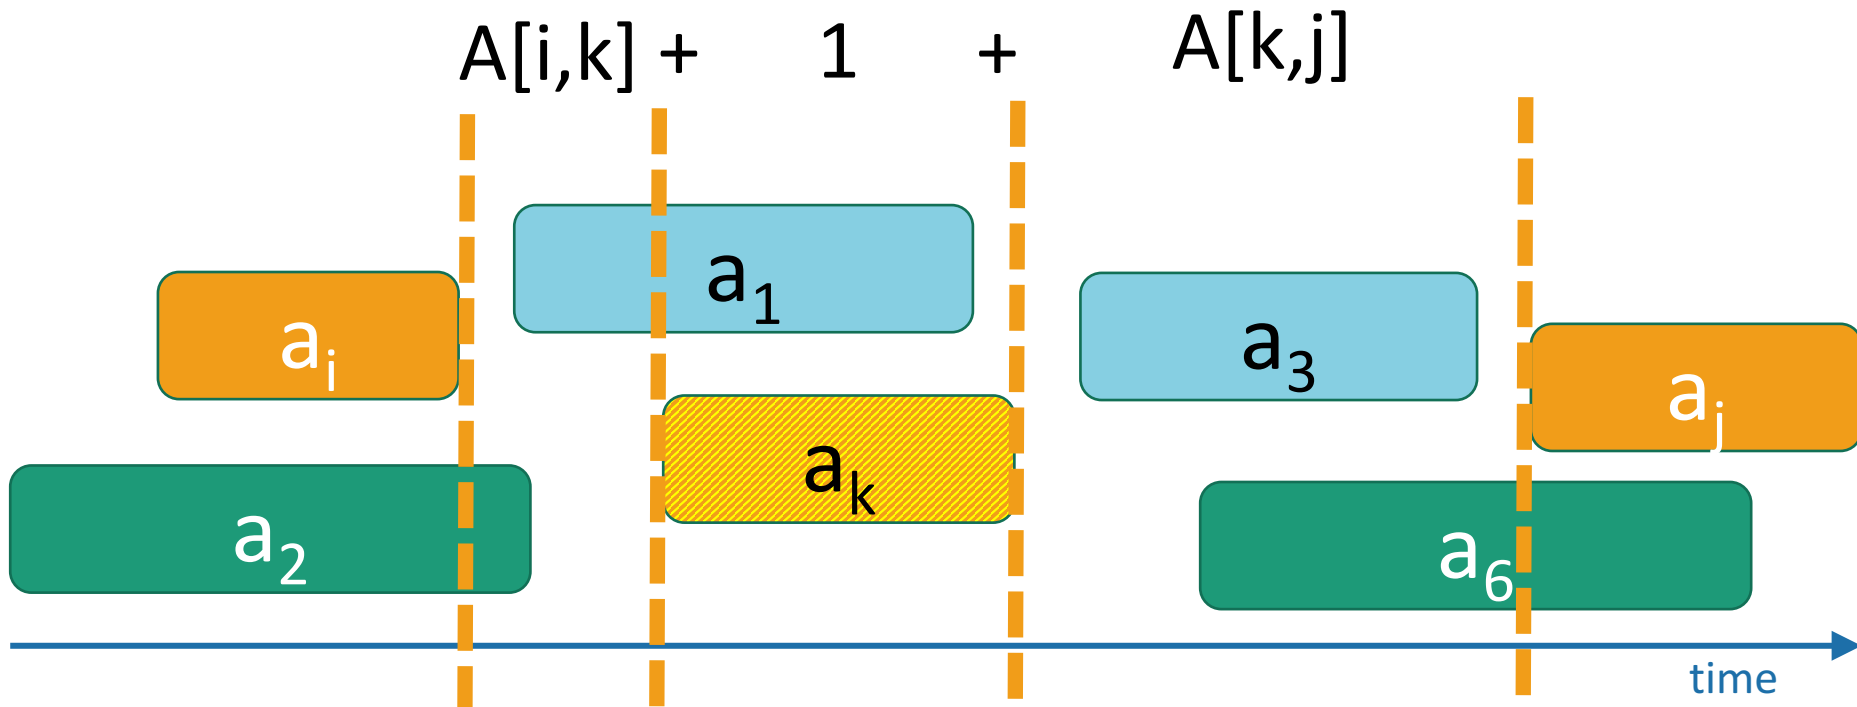 A[i,k] + 1 + A[k,j]
a1
ai
a3
aj
ak
a2
a6
time